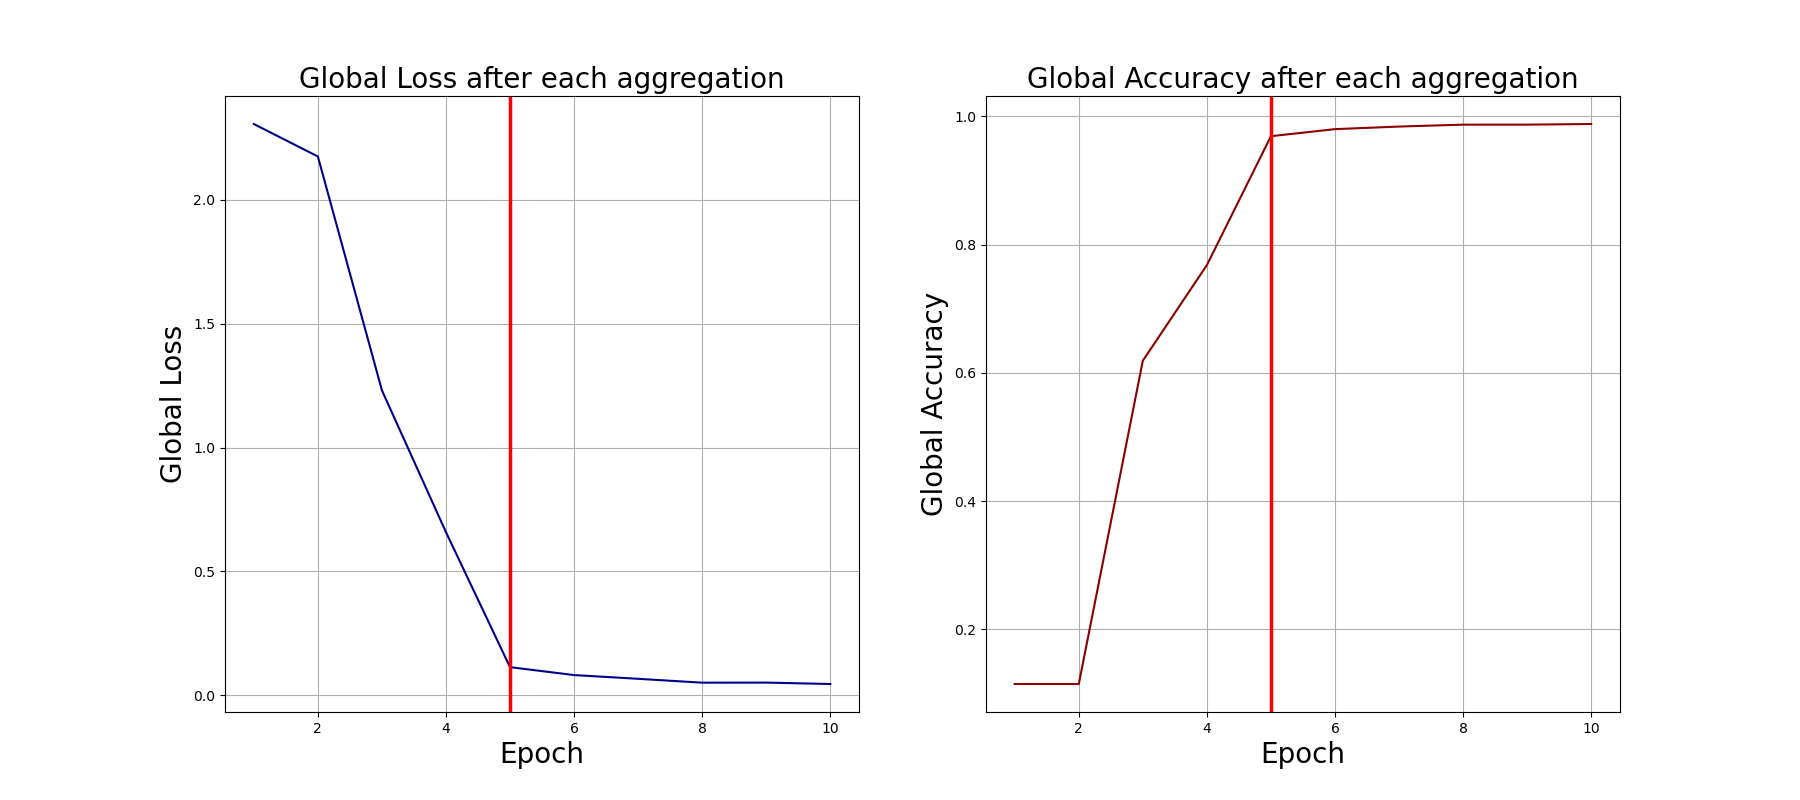 Global Loss after each aggregation
Global Loss
2.0
1.5
1.0
0.5
0.0
2 4 6 8 10
Epoch
Global Accuracy after each aggregation
Global Accuracy
1.0
0.8
0.6
0.4
0.2
2 4 6 8 10
Epoch